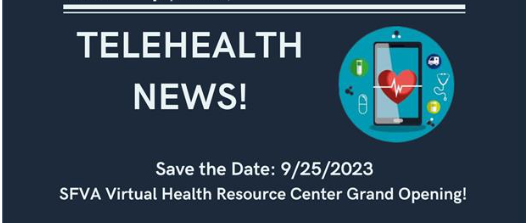 TELEHEALTH
NEWS!
Save the Date: 9/25/2023
SFVA Virtual Health Resource Center Grand Opening!